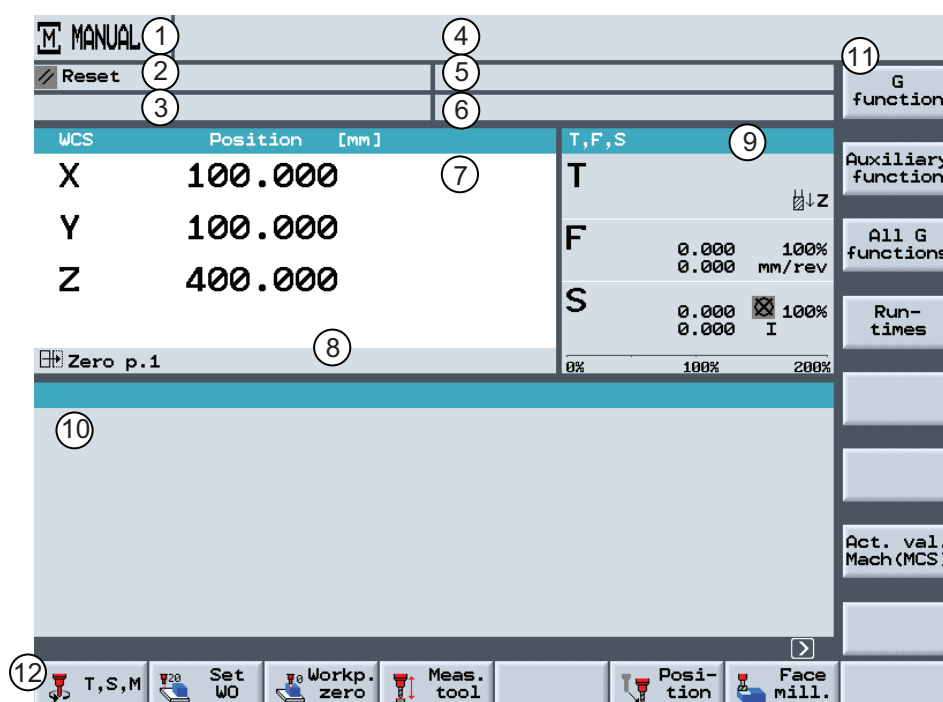 M MANUAL 1 4
Reset 2 5 11
3 6
G function
WCS Position [mm] T,F,S 9
X 100.000 7 T
Auxiliary function
Z
Y 100.000 F 0.000 100%
0.000 mm/rev
All G functions
Z 400.000 S 0.000 100%
0.000 I
Run-times
8
Zero p.1 0% 100% 200%
10
Act. val. Mach(MCS)
12 T,S,M
20 Set WO
0 Workp. zero
Meas. tool
Posi-tion
Face mill.